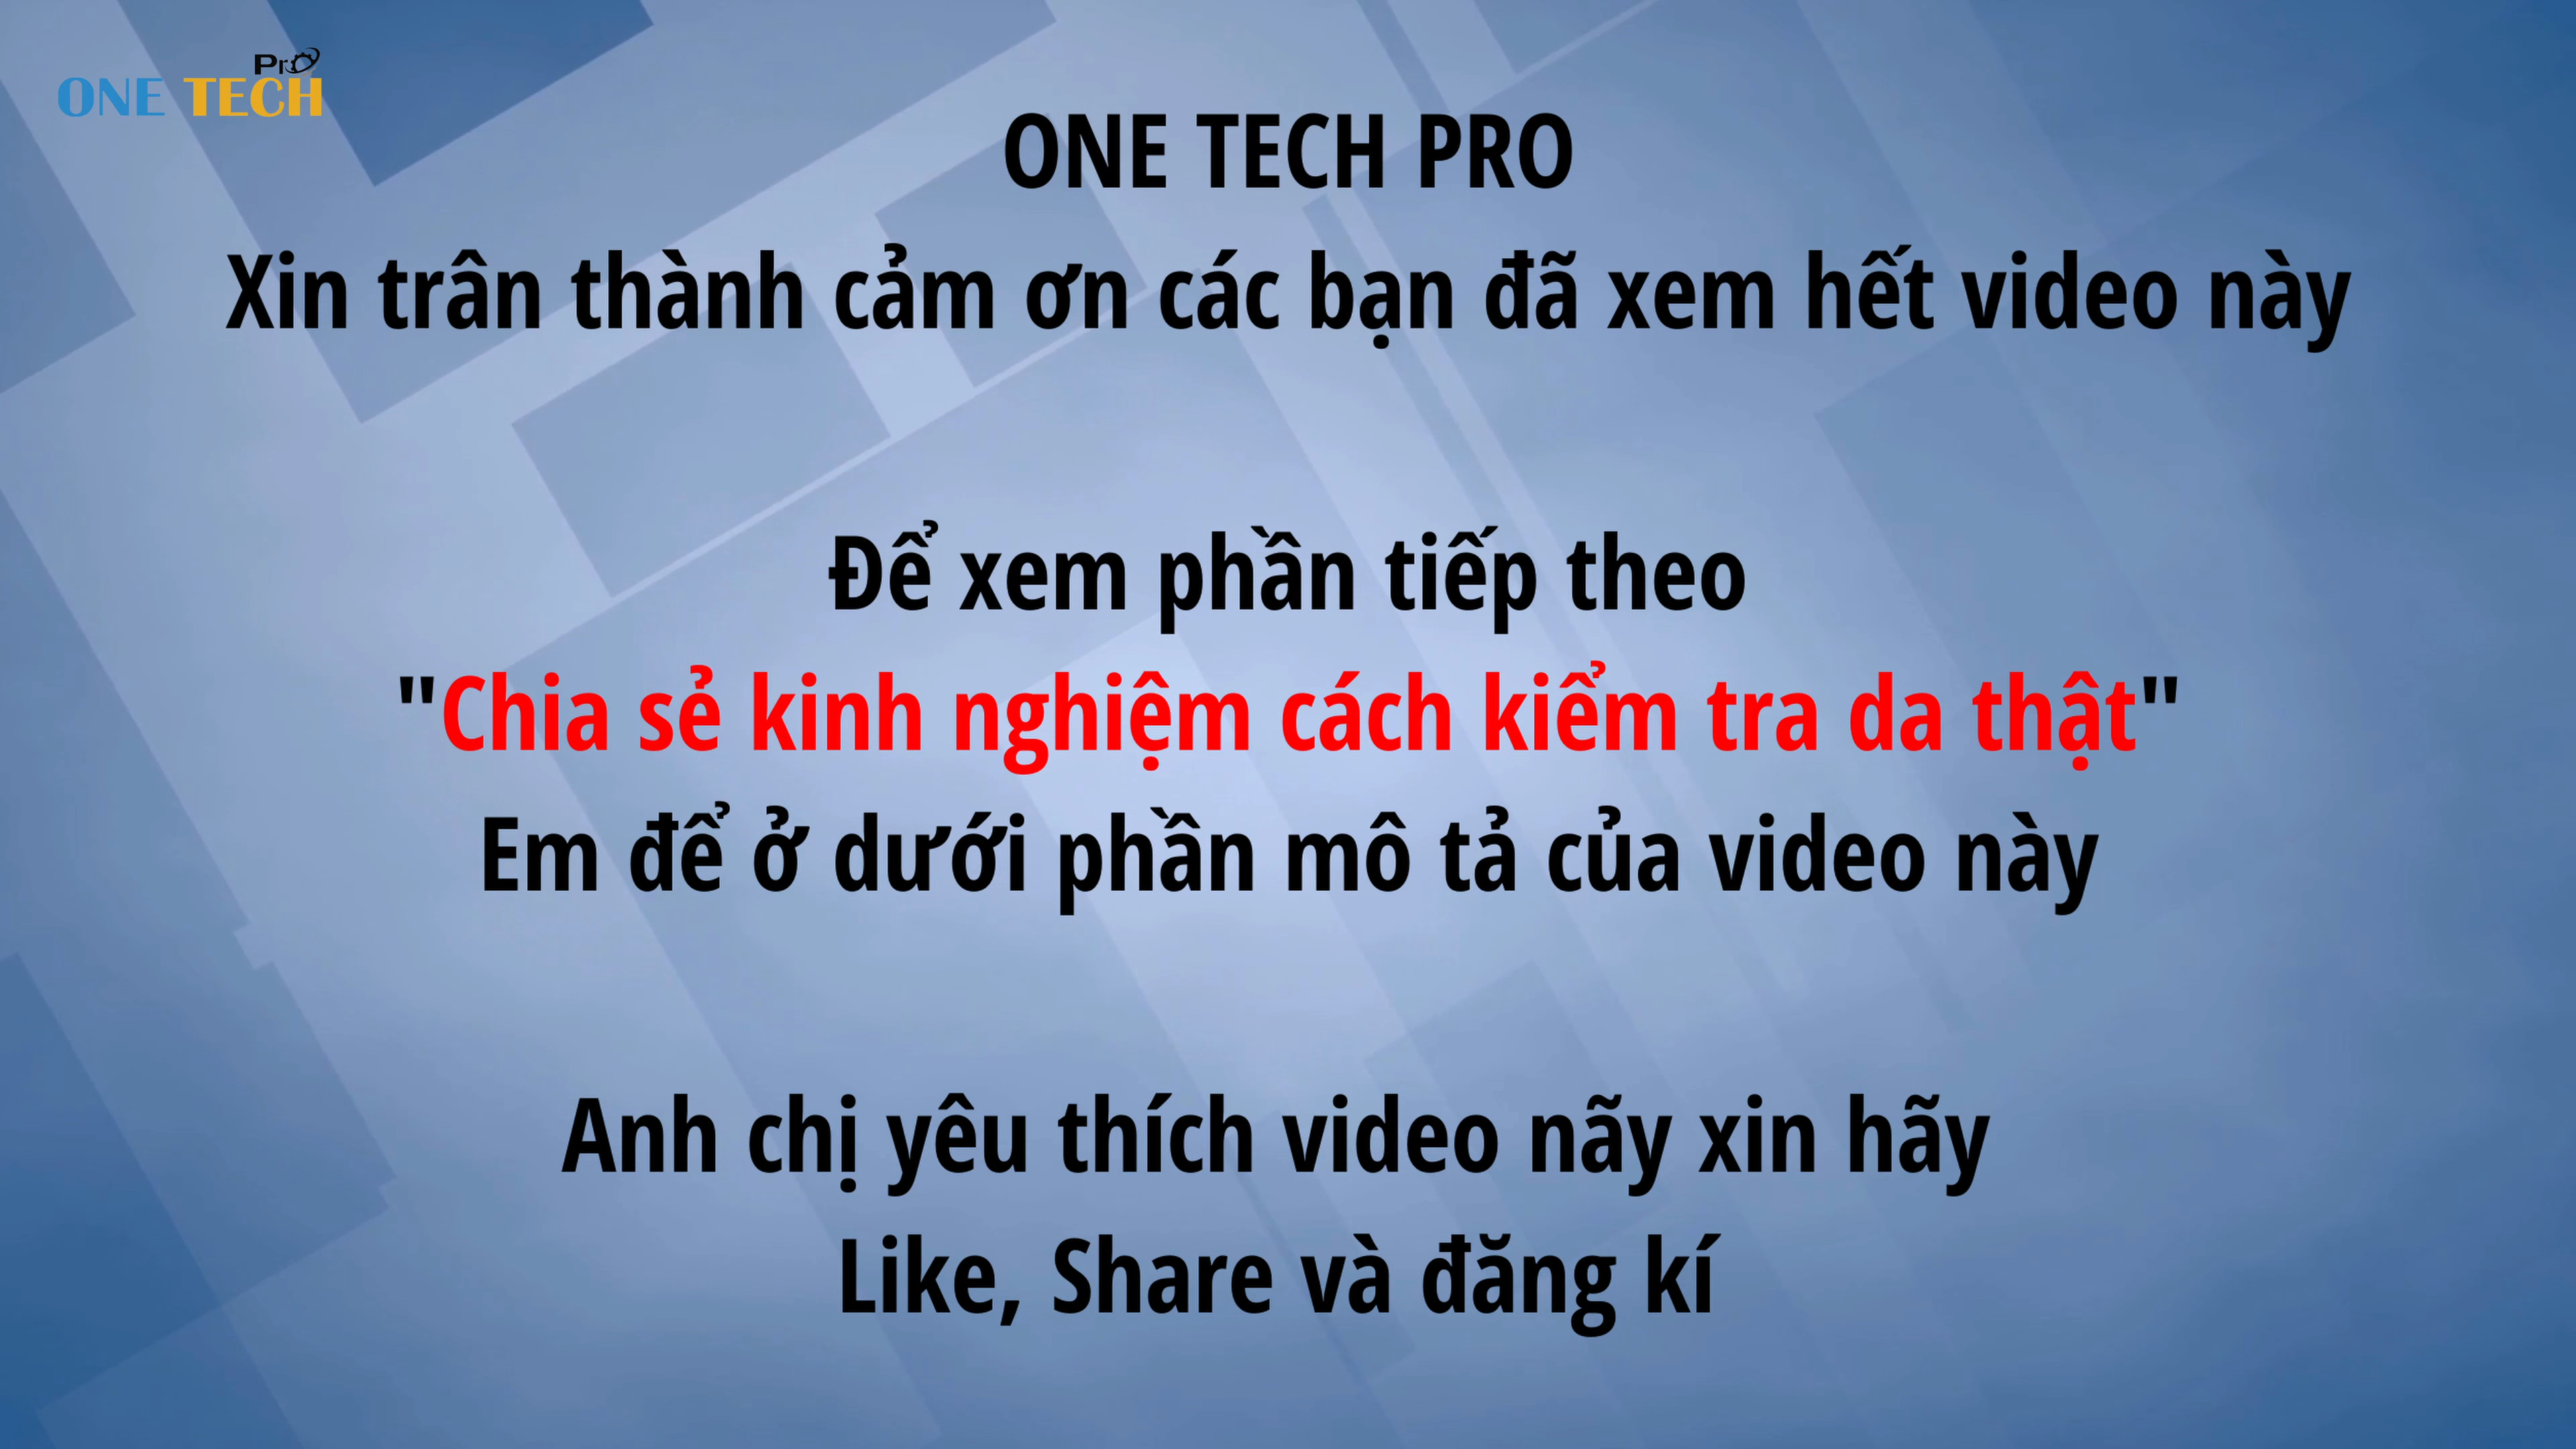 Pro
ONE TECH
ONE TECH PRO
Xin trân thành cảm ơn các bạn đã xem hết video này
Để xem phần tiếp theo
"Chia sẻ kinh nghiệm cách kiểm tra da thật"
Em để ở dưới phần mô tả của video này
Anh chị yêu thích video nãy xin hãy
Like, Share và đăng kí